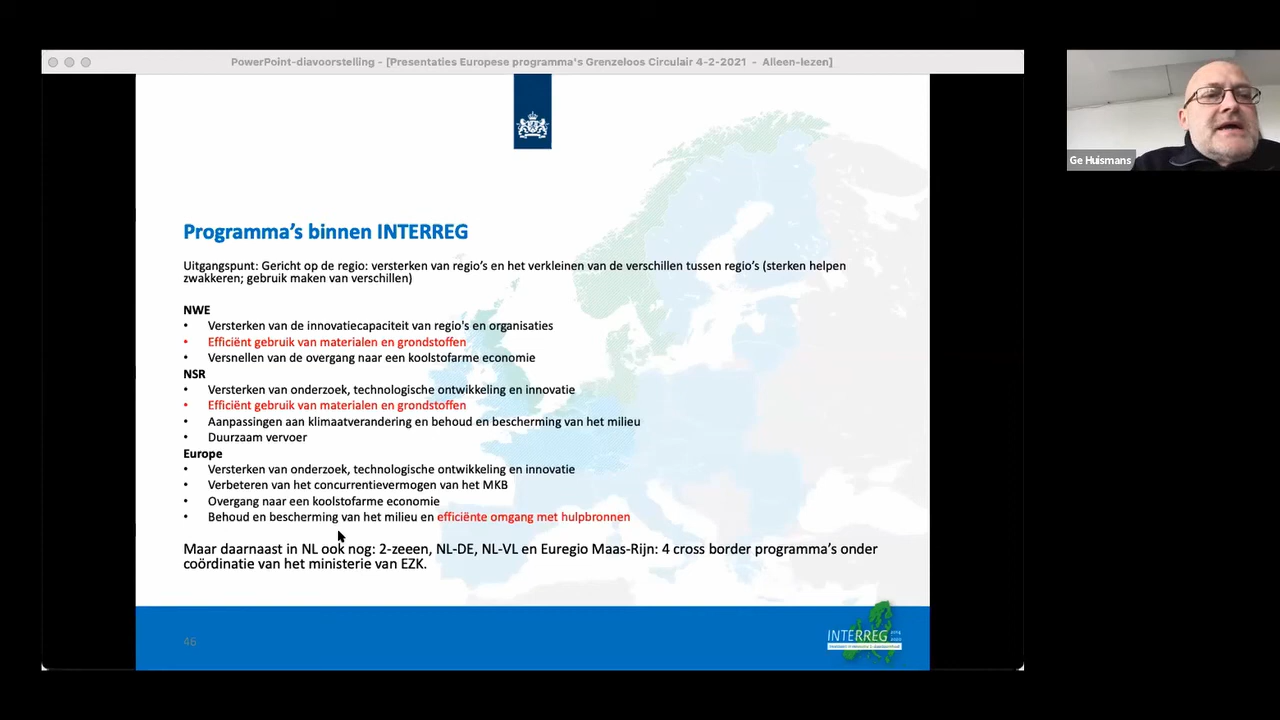 PowerPoint-diavoorstelling - [Presentaties Europese programma's Grenzeloos Circulair 4-2-2021 - Alleen-lezen]
Ge Huismans
Programma's binnen INTERREG
Uitgangspunt: Gericht op de regio: versterken van regio's en het verkleinen van de verschillen tussen regio's (sterken helpen
zwakkeren; gebruik maken van verschillen)
NWE
• Versterken van de innovatiecapaciteit van regio's en organisaties
• Efficiënt gebruik van materialen en grondstoffen
• Versnellen van de overgang naar een koolstofarme economie
NSR
• Versterken van onderzoek, technologische ontwikkeling en innovatie
• Efficiënt gebruik van materialen en grondstoffen
• Aanpassingen aan klimaatverandering en behoud en bescherming van het milieu
• Duurzaam vervoer
Europe
• Versterken van onderzoek, technologische ontwikkeling en innovatie
• Verbeteren van het concurrentievermogen van het MKB
• Overgang naar een koolstofarme economie
• Behoud en bescherming van het milieu en efficiënte omgang met hulpbronnen
Maar daarnaast in NL ook nog: 2-zeeen, NL-DE, NL-VL en Euregio Maas-Rijn: 4 cross border programma's onder
coördinatie van het ministerie van EZK.
46
INTERREG